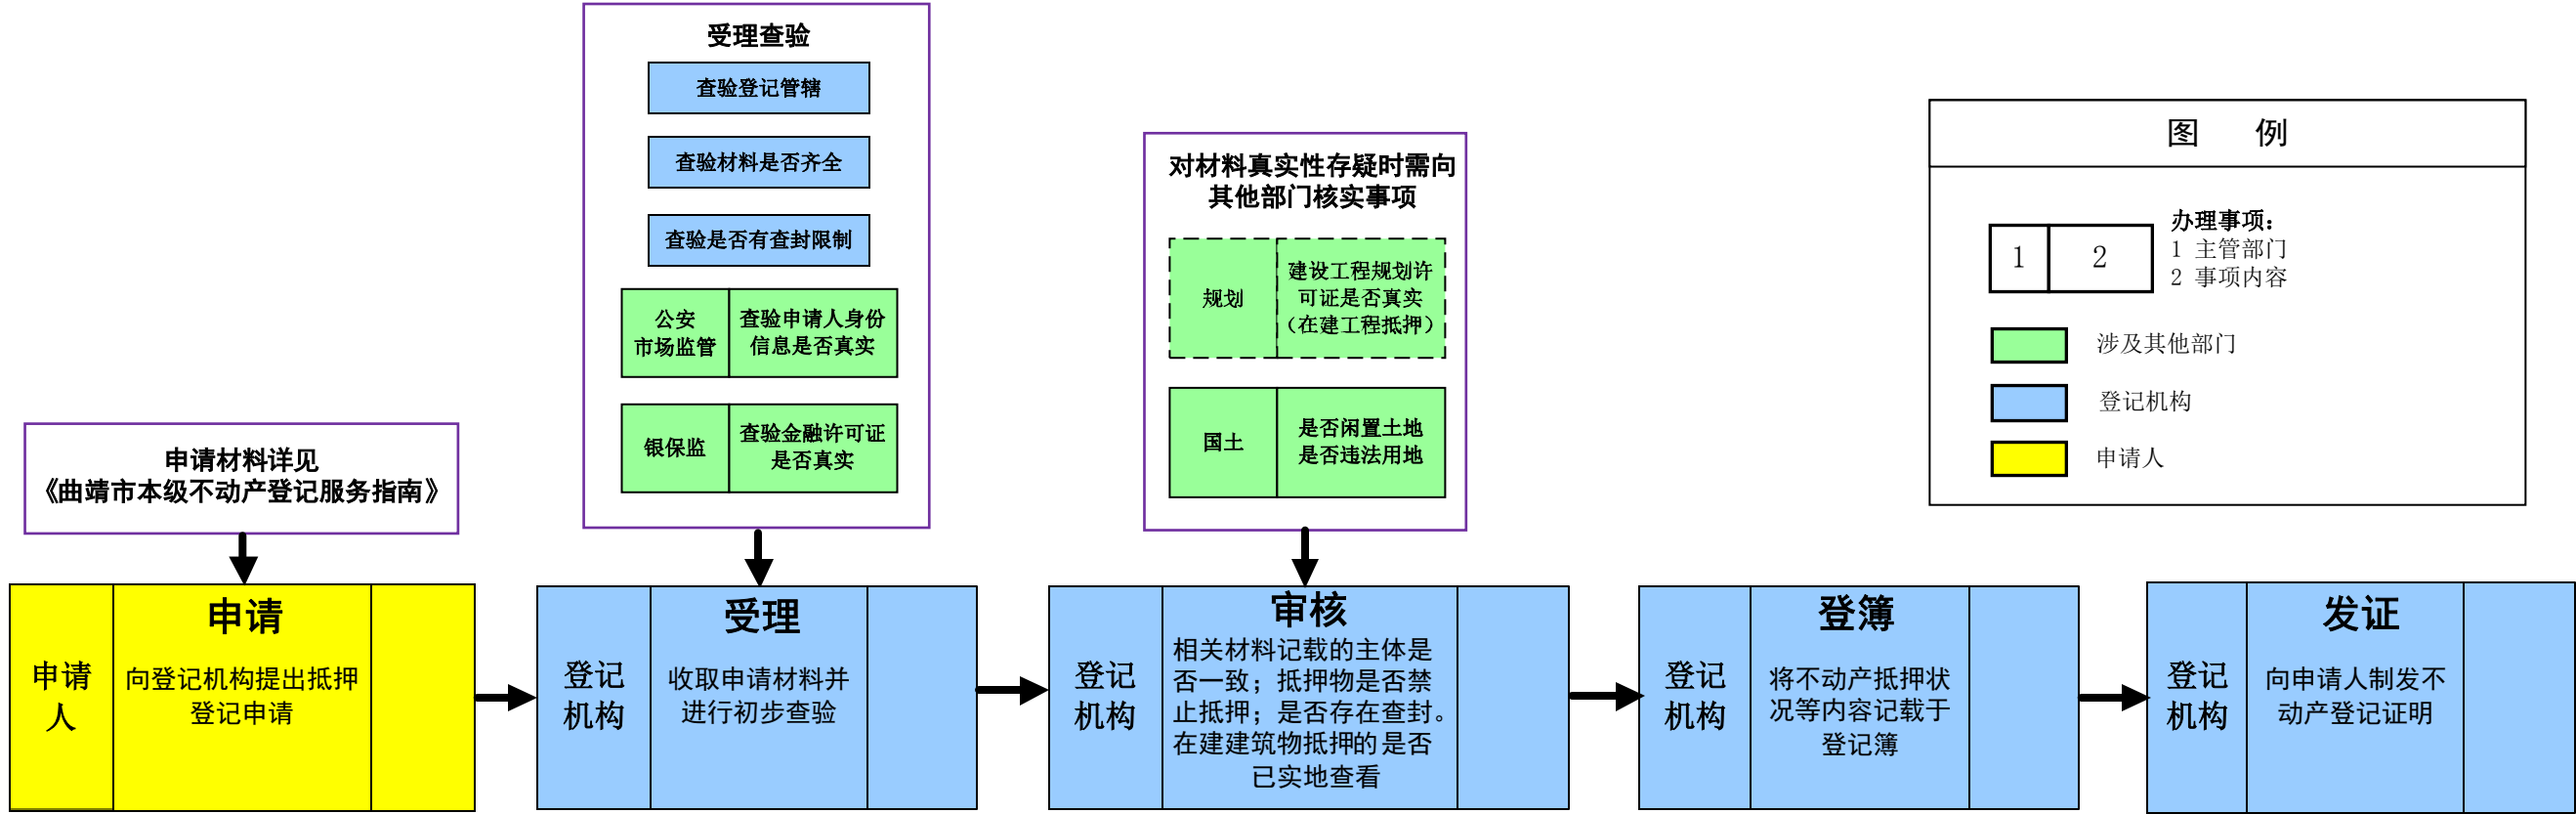 受理查验
查验登记管辖
查验材料是否齐全
查验是否有查封限制
公安
市场监管
查验申请人身份
信息是否真实
银保监
查验金融许可证
是否真实
对材料真实性存疑时需向
其他部门核实事项
规划
建设工程规划许
可证是否真实
（在建工程抵押）
国土
是否闲置土地
是否违法用地
图 例
1
2
办理事项：
1 主管部门
2 事项内容
涉及其他部门
登记机构
申请人
申请材料详见
《曲靖市本级不动产登记服务指南》
申请
人
申请
向登记机构提出抵押
登记申请
登记
机构
受理
收取申请材料并
进行初步查验
登记
机构
审核
相关材料记载的主体是
否一致；抵押物是否禁
止抵押；是否存在查封。
在建建筑物抵押的是否
已实地查看
登记
机构
登簿
将不动产抵押状
况等内容记载于
登记簿
登记
机构
发证
向申请人制发不
动产登记证明